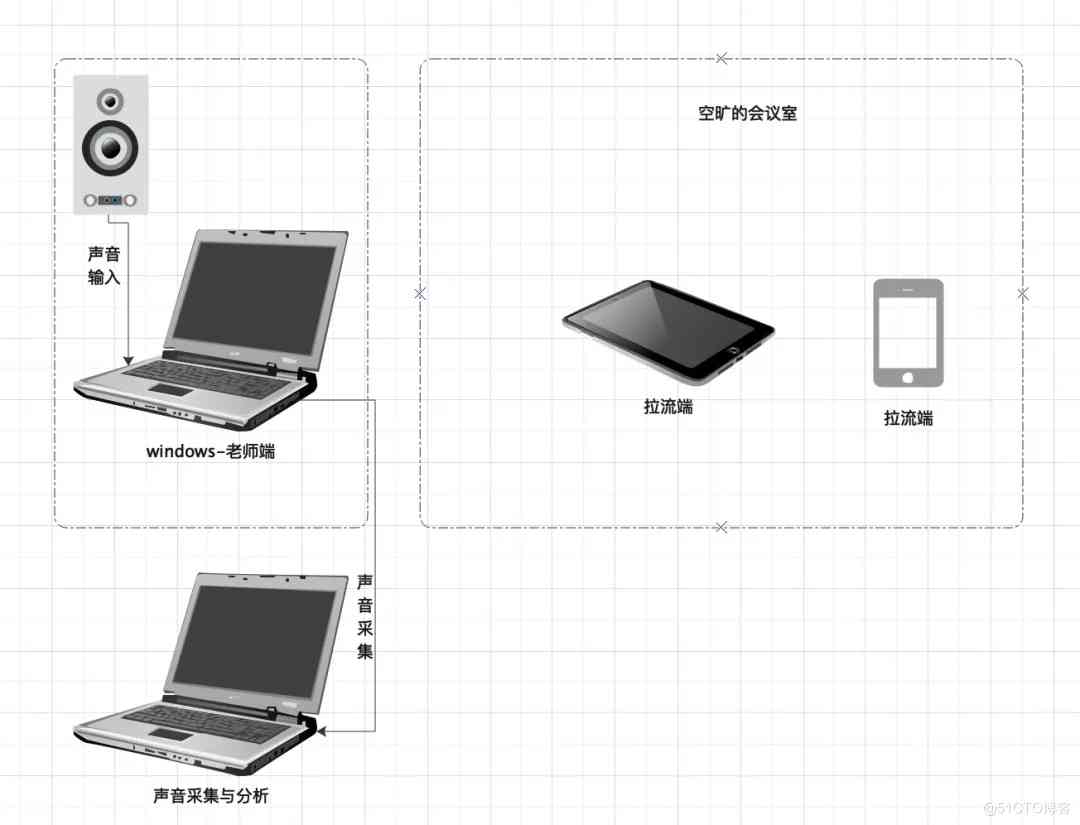 空旷的会议室
声音
输入
拉流端
拉流端
windows-老师端
声
音
采
集
声音采集与分析
@51CTO博客